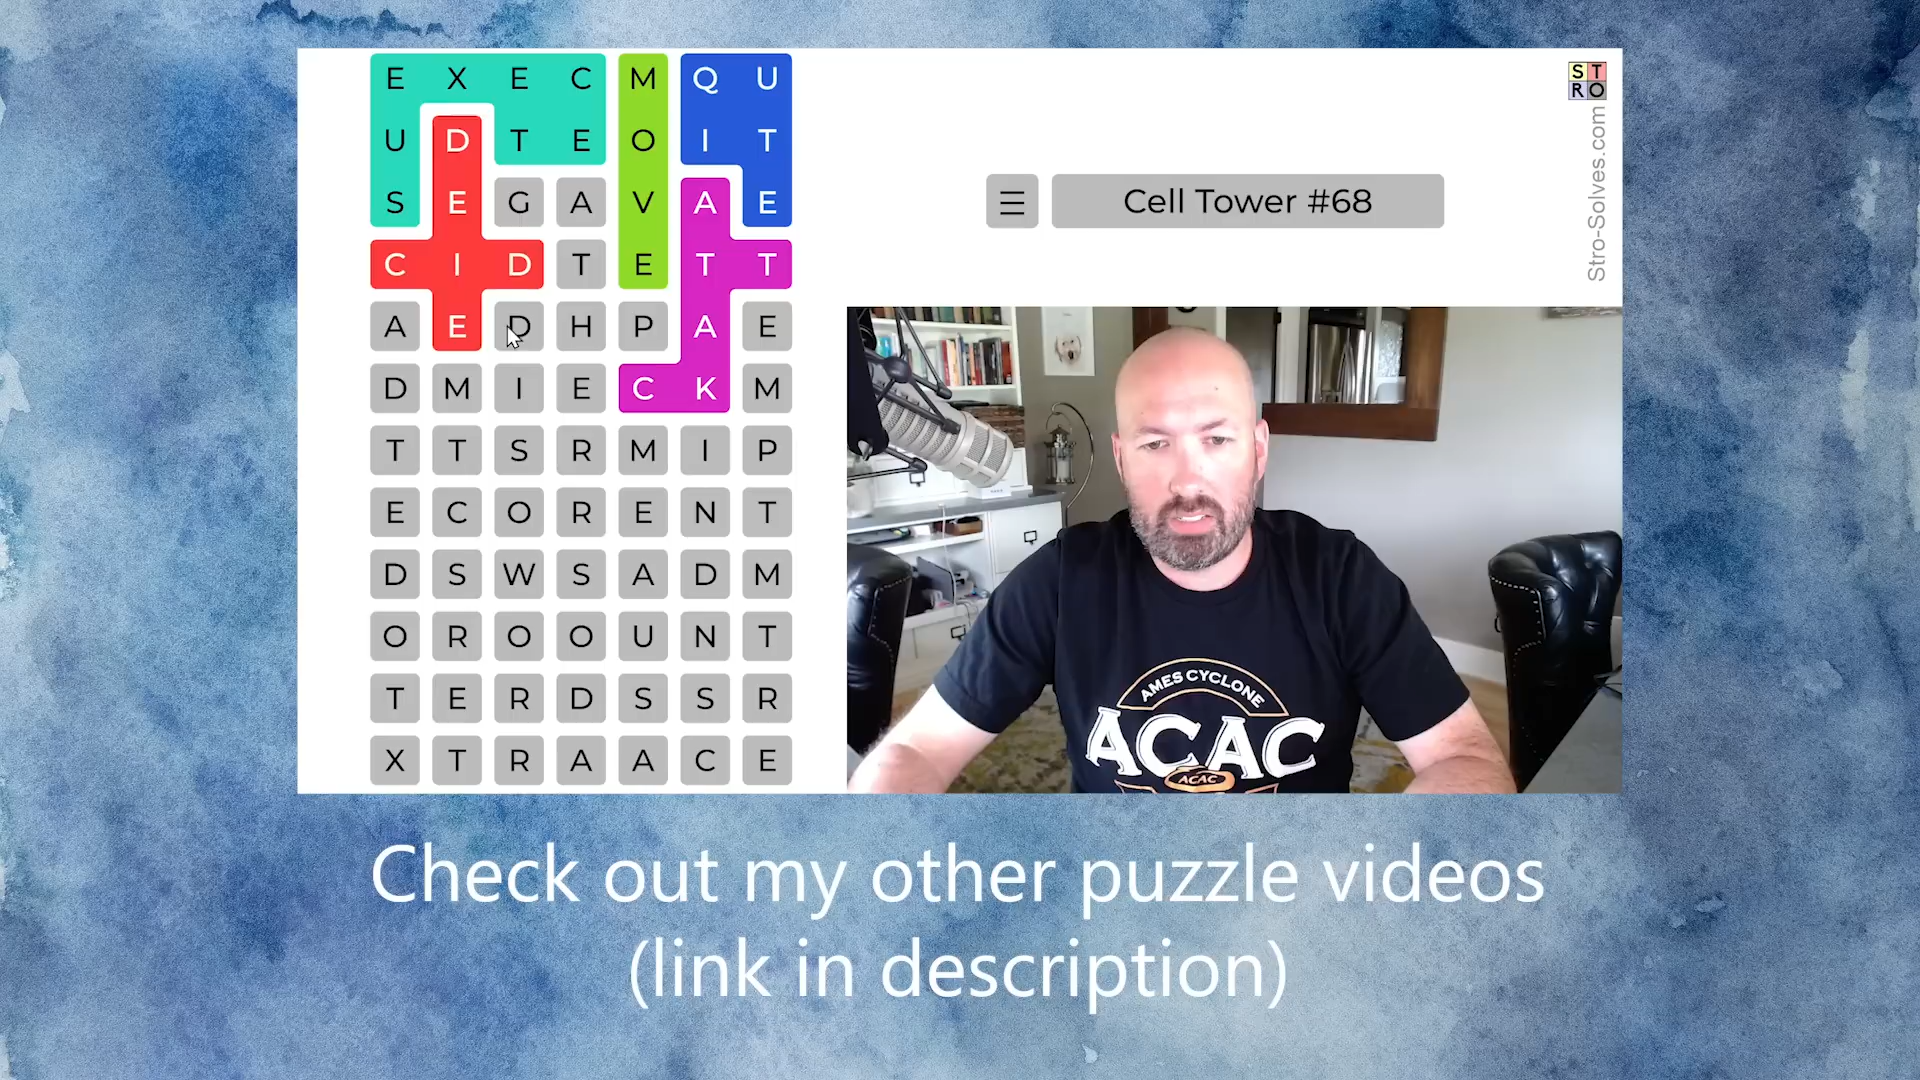 E X E C M Q U
U D T E O I T
S E G A V A E
C I D T E T T
A E D H P A E
D M I E C K M
T T S R M I P
E C O R E N T
D S W S A D M
O R O O U N T
T E R D S S R
X T R A A C E
Cell Tower #68
S T
R O
Stro-Solves.com
AMES CYCLONE
ACAC
ACAC
Check out my other puzzle videos
(link in description)